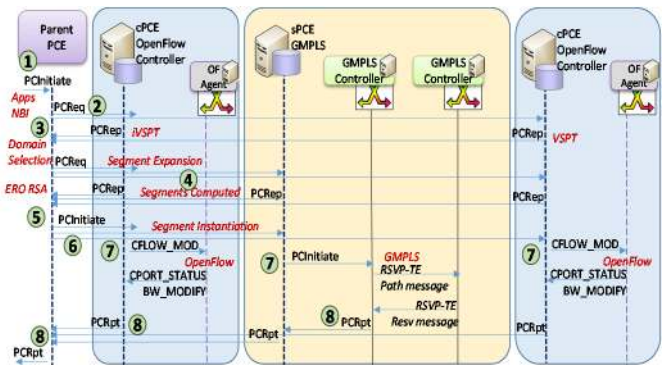 Parent
PCE
cPCE
OpenFlow
Controller
OF
Agent
sPCE
GMPLS
GMPLS
Controller
GMPLS
Controller
cPCE
OpenFlow
Controller
OF
Agent
1
PCInitiate
Apps
NBI
PCReq
2
3
PCRep
iVSPT
PCRep
VSPT
Domain
Selection
PCReq
Segment Expansion
4
ERO RSA
PCRep
Segments Computed
PCRep
PCRep
5
PCInitiate
Segment Instantiation
6
7
CFLOW_MOD
OpenFlow
CPORT_STATUS
BW_MODIFY
7
PCInitiate
GMPLS
RSVP-TE
Path message
RSVP-TE
Resv message
7
CFLOW_MOD
OpenFlow
CPORT_STATUS
BW_MODIFY
8
PCRpt
8
PCRpt
8
PCRpt
PCRpt